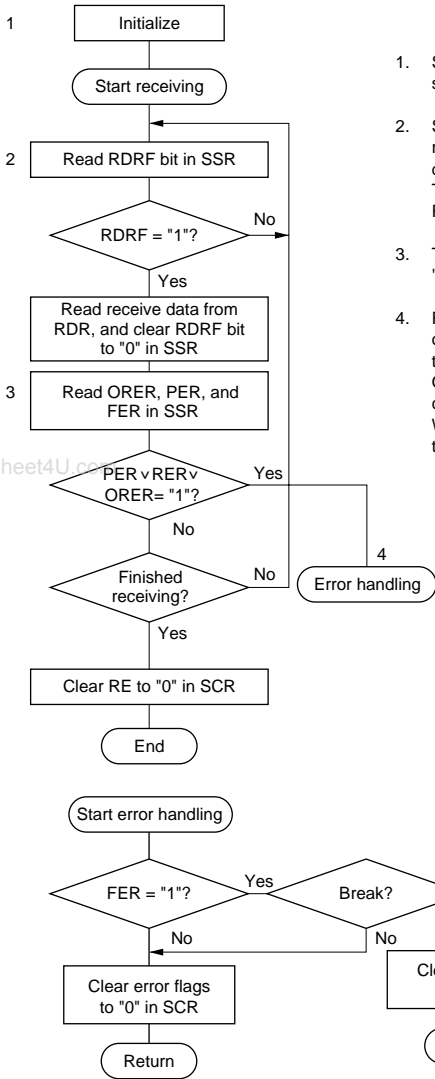 1
Initialize
Start receiving
2
Read RDRF bit in SSR
RDRF = "1"?
No
Yes
Read receive data from
RDR, and clear RDRF bit
to "0" in SSR
3
Read ORER, PER, and
FER in SSR
heet4U.com
PER∨RER∨
ORER= "1"?
Yes
No
4
Error handling
Finished
receiving?
No
Yes
Clear RE to "0" in SCR
End
1.
2.
3.
4.
Start error handling
FER = "1"?
Yes
Break?
No
No
Clear error flags
to "0" in SCR
Return